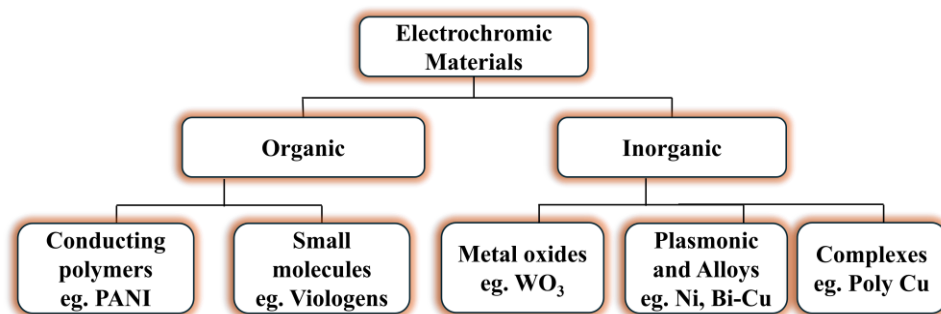 Electrochromic
Materials
Organic
Inorganic
Conducting
polymers
eg. PANI
Small
molecules
eg. Viologens
Metal oxides
eg. WO₃
Plasmonic
and Alloys
eg. Ni, Bi-Cu
Complexes
eg. Poly Cu